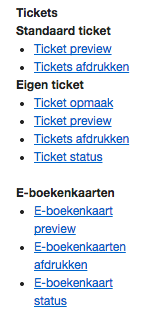 Tickets
Standaard ticket
• Ticket preview
• Tickets afdrukken
Eigen ticket
• Ticket opmaak
• Ticket preview
• Tickets afdrukken
• Ticket status
E-boekenkaarten
• E-boekenkaart
preview
• E-boekenkaarten
afdrukken
• E-boekenkaart
status